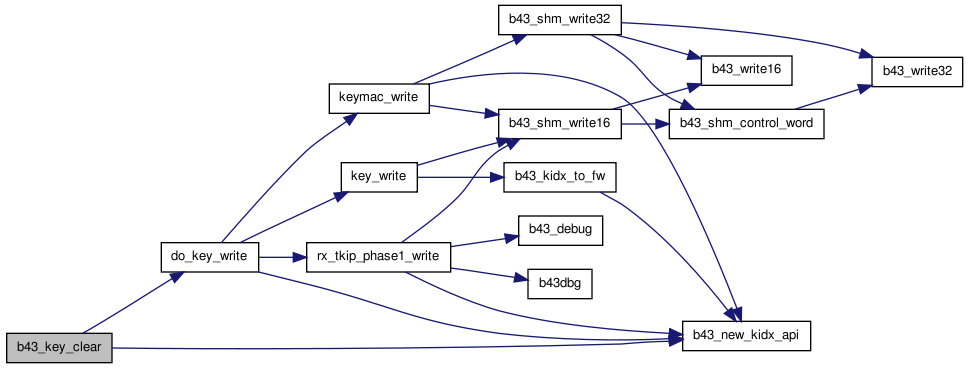 b43_shm_write32
b43_write16
b43_write32
keymac_write
b43_shm_write16
b43_shm_control_word
key_write
b43_kidx_to_fw
b43_debug
do_key_write
rx_tkip_phase1_write
b43dbg
b43_new_kidx_api
b43_key_clear